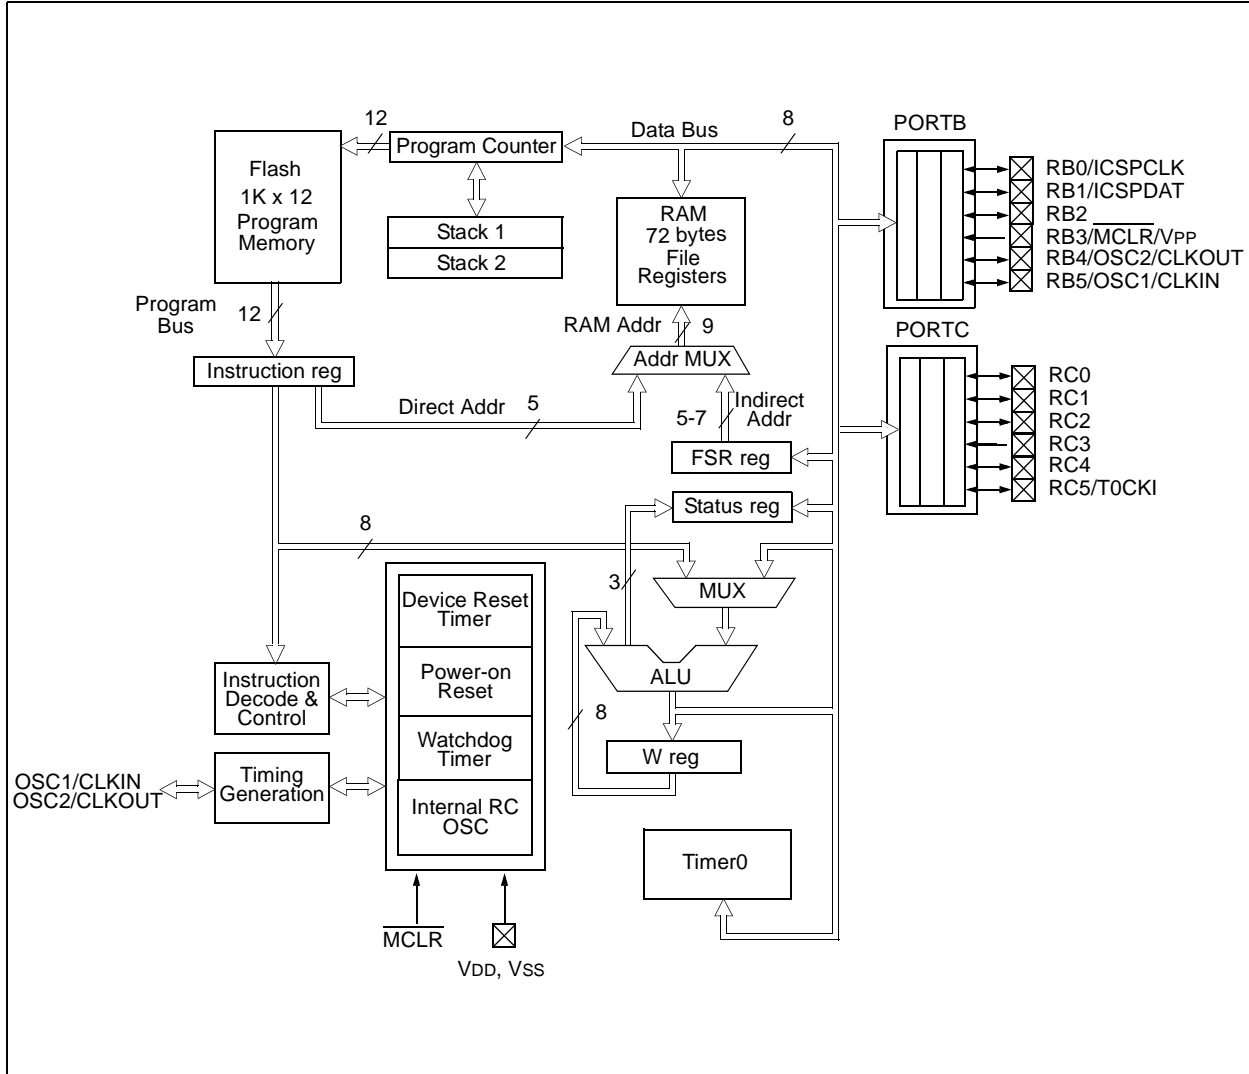 12
Program Counter
Data Bus
8
PORTB
Flash
1K x 12
Program
Memory
Stack 1
Stack 2
RAM
72 bytes
File
Registers
RB0/ICSPCLK
RB1/ICSPDAT
RB2
RB3/MCLR/VPP
RB4/OSC2/CLKOUT
RB5/OSC1/CLKIN
Program
Bus
12
RAM Addr
9
PORTC
Addr MUX
Instruction reg
Direct Addr
5
5-7
Indirect
Addr
RC0
RC1
RC2
RC3
RC4
RC5/T0CKI
FSR reg
Status reg
8
3
MUX
Device Reset
Timer
Power-on
Reset
Watchdog
Timer
Internal RC
OSC
ALU
Instruction
Decode &
Control
8
W reg
OSC1/CLKIN
OSC2/CLKOUT
Timing
Generation
Timer0
MCLR
VDD, VSS